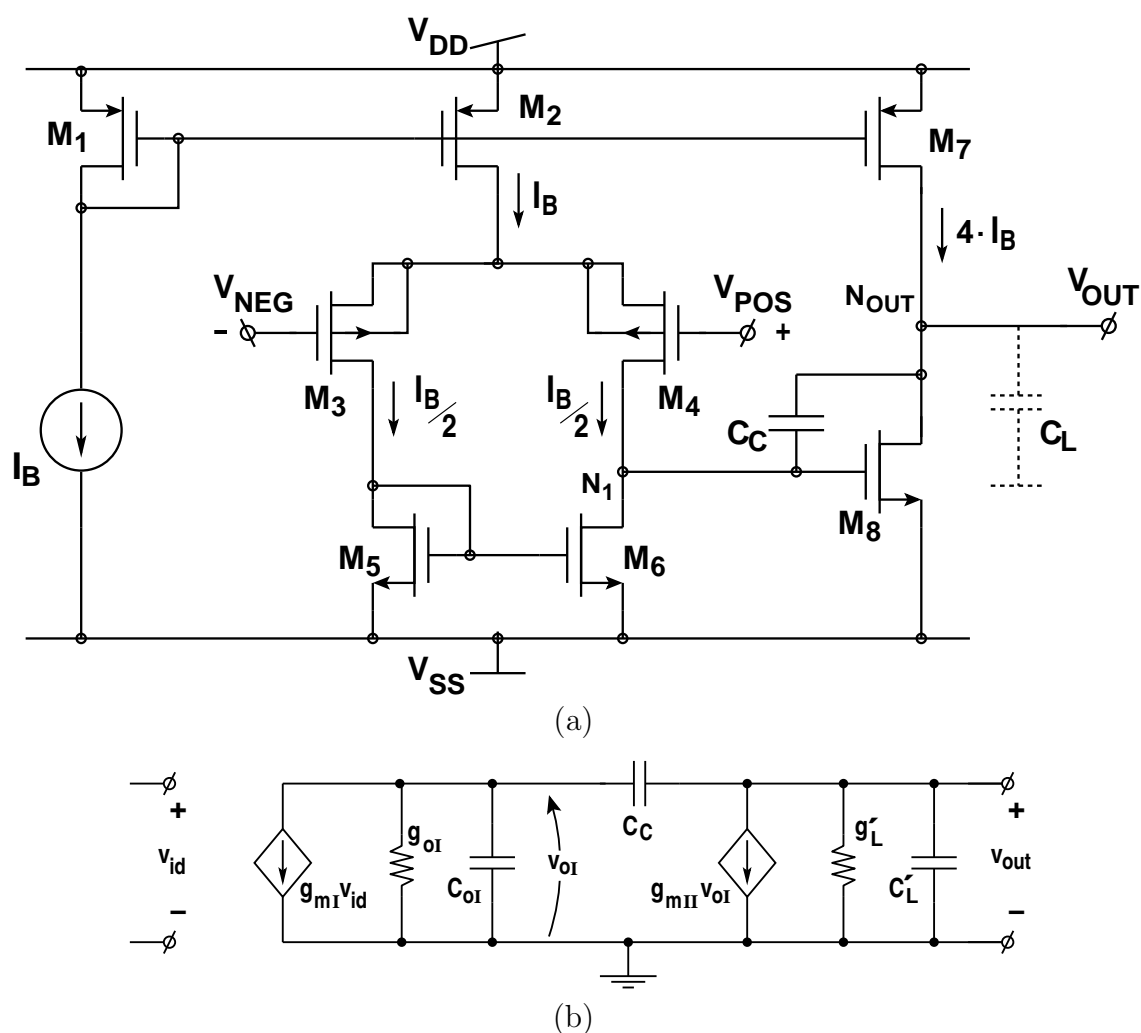 V_DD
M_1
M_2
M_7
I_B
4·I_B
V_NEG
V_POS
N_OUT
V_OUT
-
+
M_3
I_B/2
I_B/2
M_4
C_C
C_L
I_B
N_1
M_8
M_5
M_6
V_SS
(a)
+
v_id
−
g_mI v_id
g_oI
C_oI
v_oI
C_C
g_mII v_oI
g′_L
C′_L
+
v_out
−
(b)